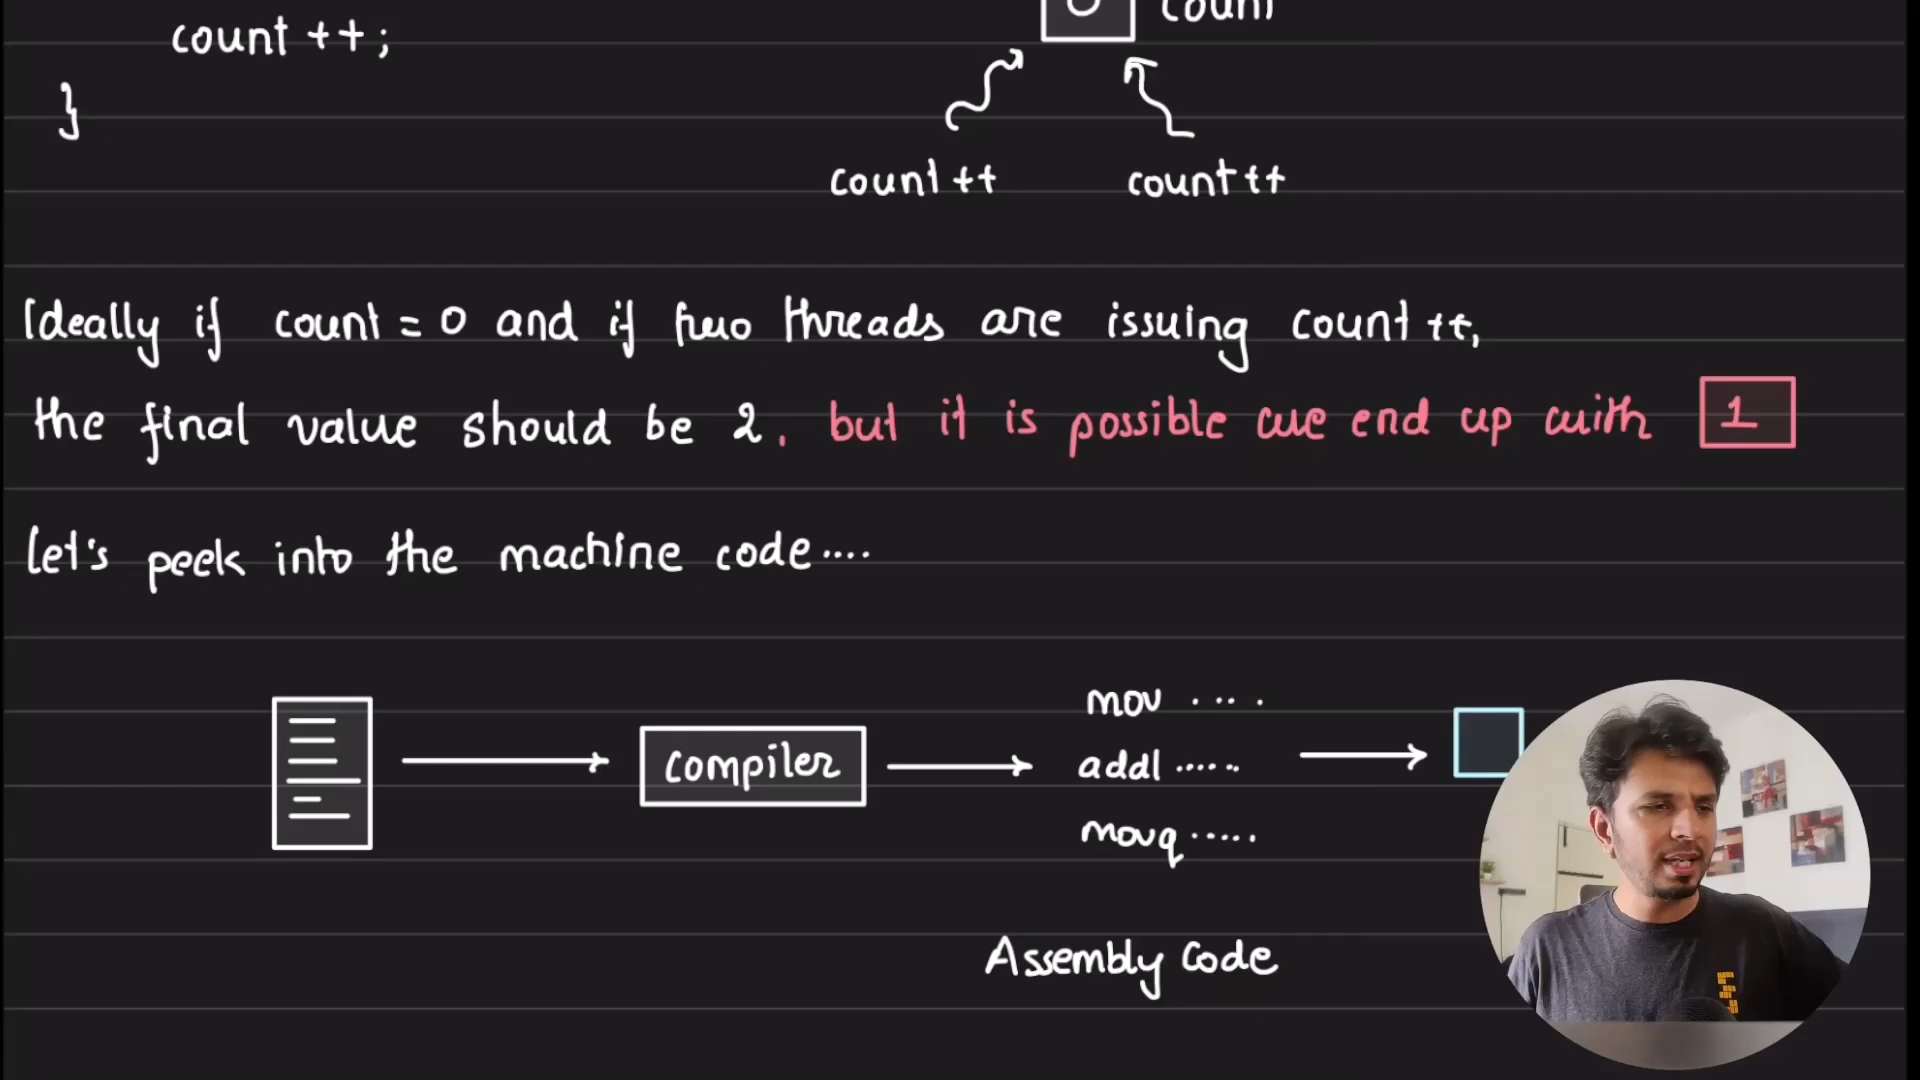 count ++;
count
}
count ++
count ++
Ideally if count = 0 and if two threads are issuing count ++,
the final value should be 2, but it is possible we end up with 1
Let's peek into the machine code....
mov ....
compiler
addl ......
movq .....
Assembly Code